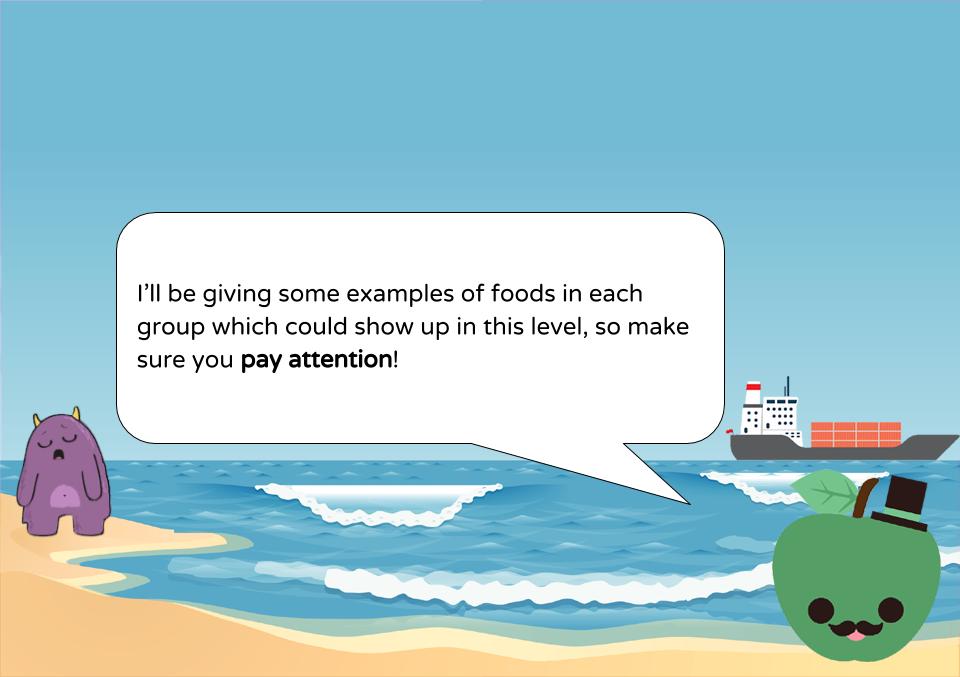 I’ll be giving some examples of foods in each
group which could show up in this level, so make
sure you pay attention!